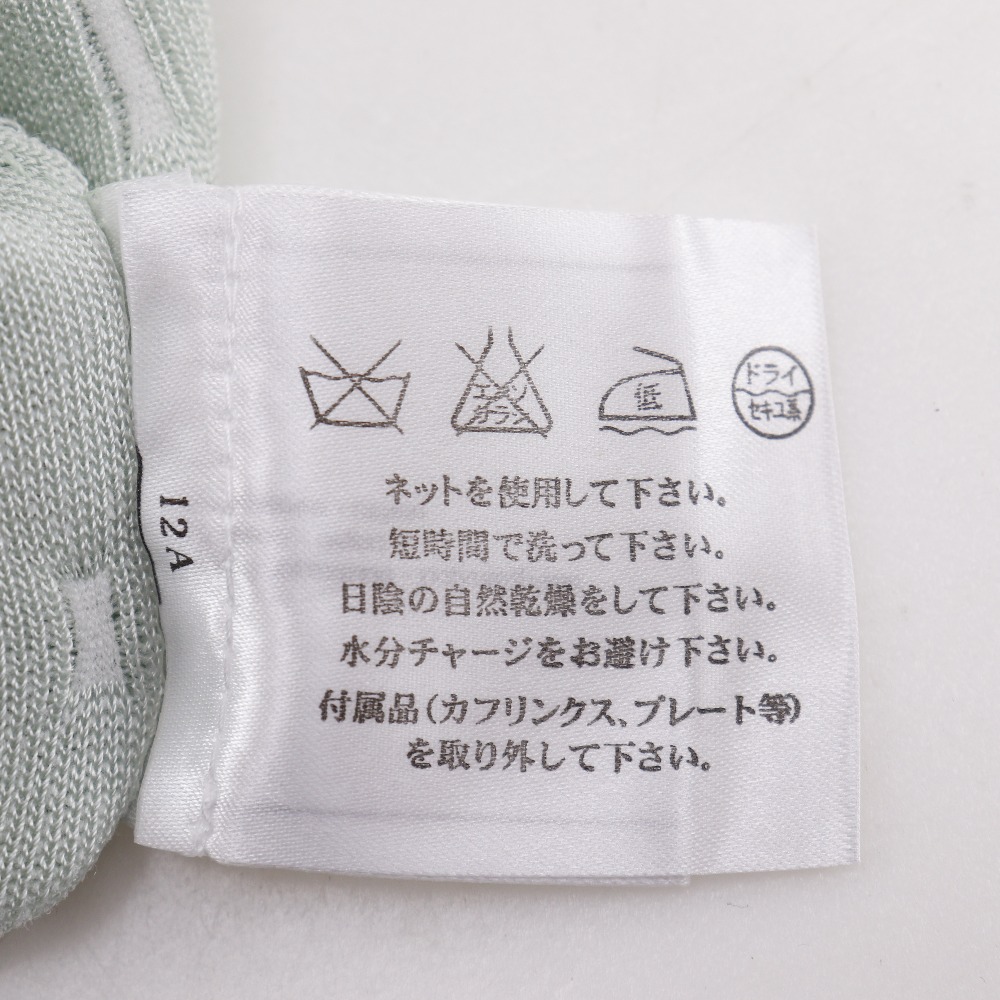 エンソ
サラシ
低
ドライ
セキユ系
ネットを使用して下さい。
短時間で洗って下さい。
日陰の自然乾燥をして下さい。
水分チャージをお避け下さい。
付属品(カフリンクス、プレート等)
を取り外して下さい。
12A